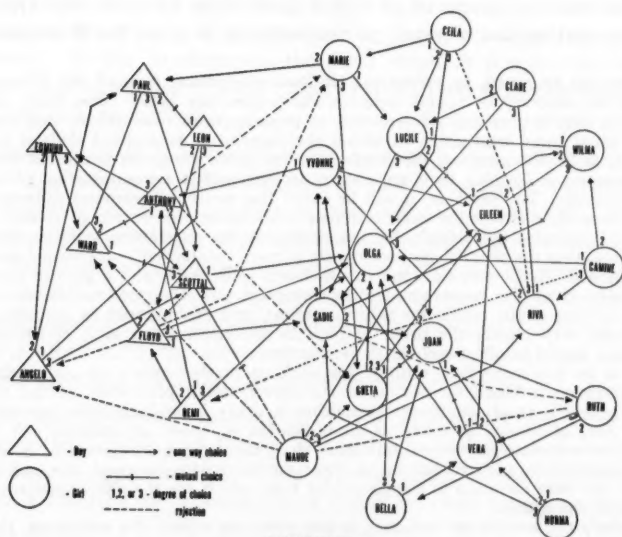 CEILA
MARIE
PAUL
CLARE
LEON
LUCILE
WILMA
EDMUND
YVONNE
ANTHONY
EILEEN
WARD
OLGA
SCOTTAL
CAMINE
SADIE
RIVA
FLOYD
JOAN
ANGELO
GRETA
REMI
RUTH
MAUDE
VERA
BELLA
NORMA
- Boy
- one way choice
- mutual choice
- Girl
1,2, or 3 - degree of choice
- rejection